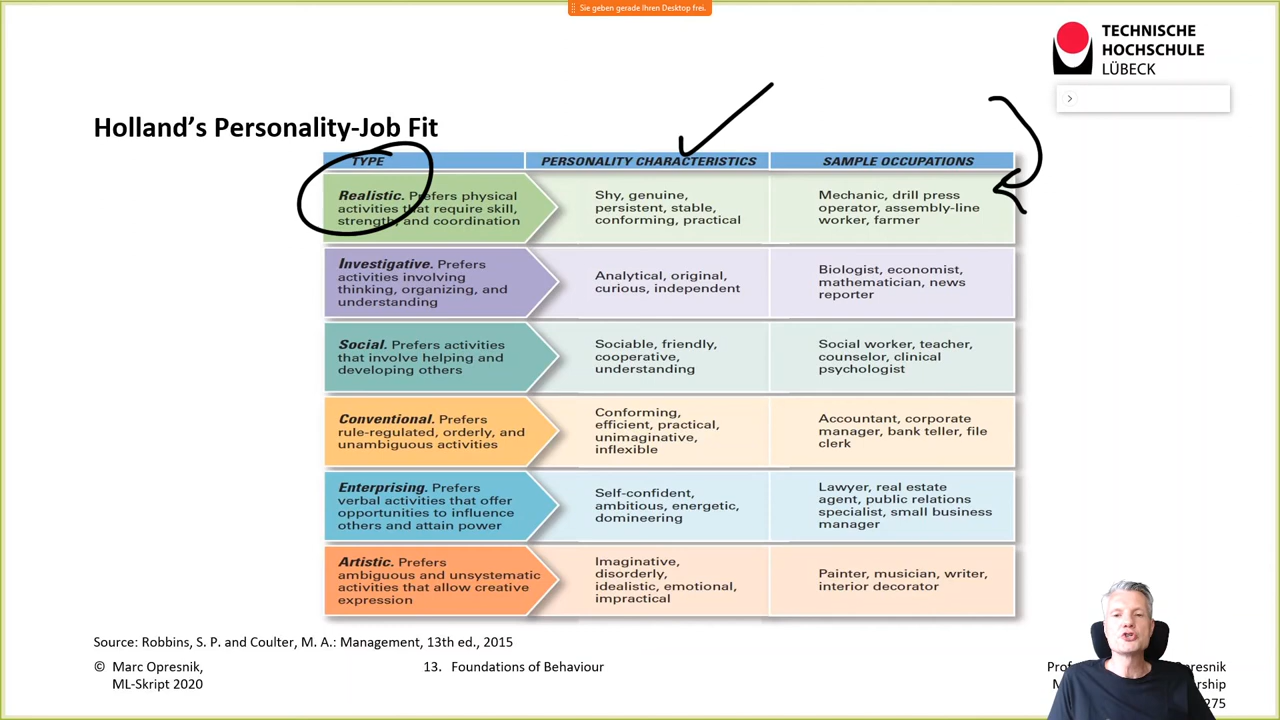 Sie geben gerade Ihren Desktop frei.
TECHNISCHE
HOCHSCHULE
LÜBECK
Holland's Personality-Job Fit
TYPE
PERSONALITY CHARACTERISTICS
SAMPLE OCCUPATIONS
Realistic. Prefers physical
activities that require skill,
strength, and coordination
Shy, genuine,
persistent, stable,
conforming, practical
Mechanic, drill press
operator, assembly-line
worker, farmer
Investigative. Prefers
activities involving
thinking, organizing, and
understanding
Analytical, original,
curious, independent
Biologist, economist,
mathematician, news
reporter
Social. Prefers activities
that involve helping and
developing others
Sociable, friendly,
cooperative,
understanding
Social worker, teacher,
counselor, clinical
psychologist
Conventional. Prefers
rule-regulated, orderly, and
unambiguous activities
Conforming,
efficient, practical,
unimaginative,
inflexible
Accountant, corporate
manager, bank teller, file
clerk
Enterprising. Prefers
verbal activities that offer
opportunities to influence
others and attain power
Self-confident,
ambitious, energetic,
domineering
Lawyer, real estate
agent, public relations
specialist, small business
manager
Artistic. Prefers
ambiguous and unsystematic
activities that allow creative
expression
Imaginative,
disorderly,
idealistic, emotional,
impractical
Painter, musician, writer,
interior decorator
Source: Robbins, S. P. and Coulter, M. A.: Management, 13th ed., 2015
© Marc Opresnik,
ML-Skript 2020
13. Foundations of Behaviour
275